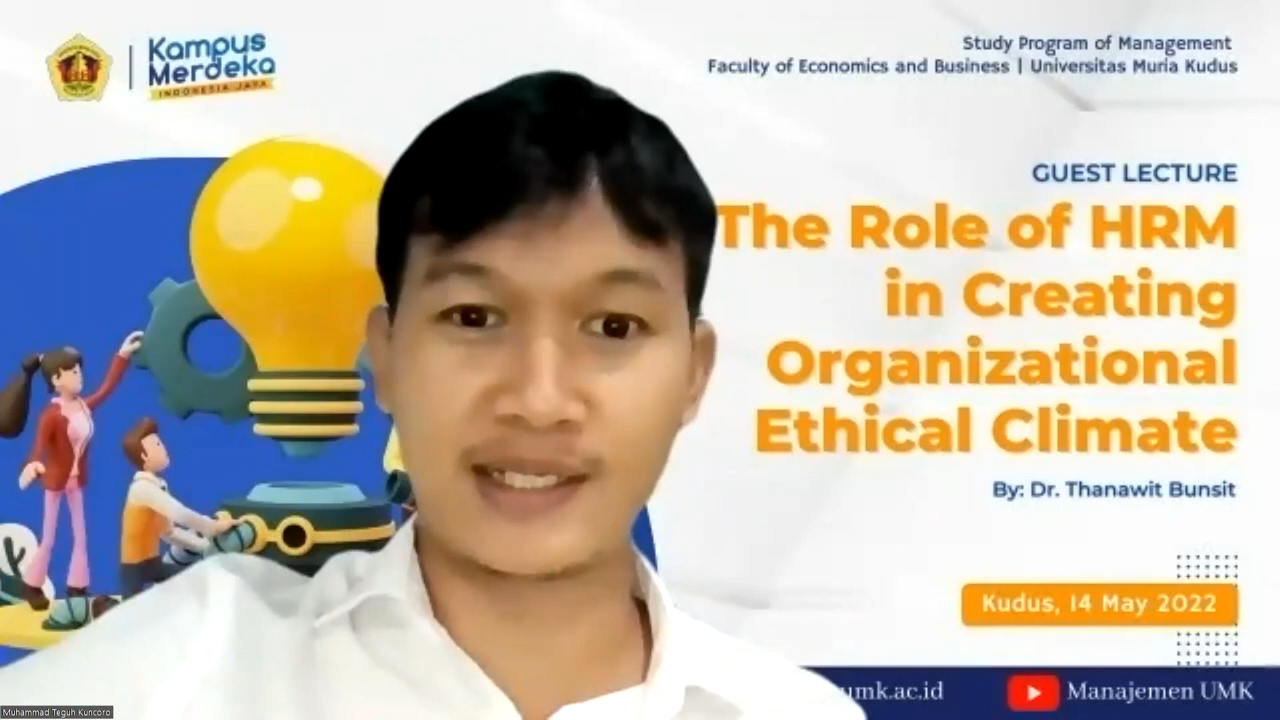 Kampus
Merdeka
INDONESIA JAYA
Study Program of Management
Faculty of Economics and Business | Universitas Muria Kudus
GUEST LECTURE
The Role of HRM
in Creating
Organizational
Ethical Climate
By: Dr. Thanawit Bunsit
Kudus, 14 May 2022
umk.ac.id
Manajemen UMK
Muhammad Teguh Kuncoro